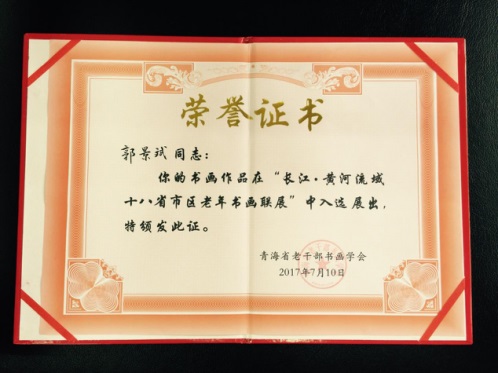 荣誉证书
郭景斌同志:
你的书画作品在“长江·黄河流域
十八省市区老年书画联展”中入选展出,
特颁发此证。
青海省老干部书画学会
2017年7月10日